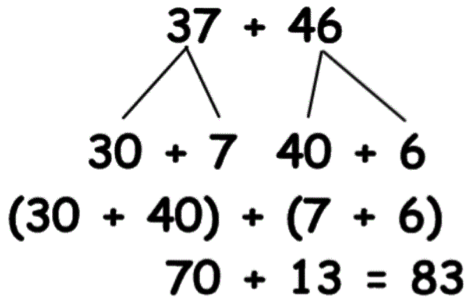 37 + 46
30 + 7 40 + 6
(30 + 40) + (7 + 6)
70 + 13 = 83